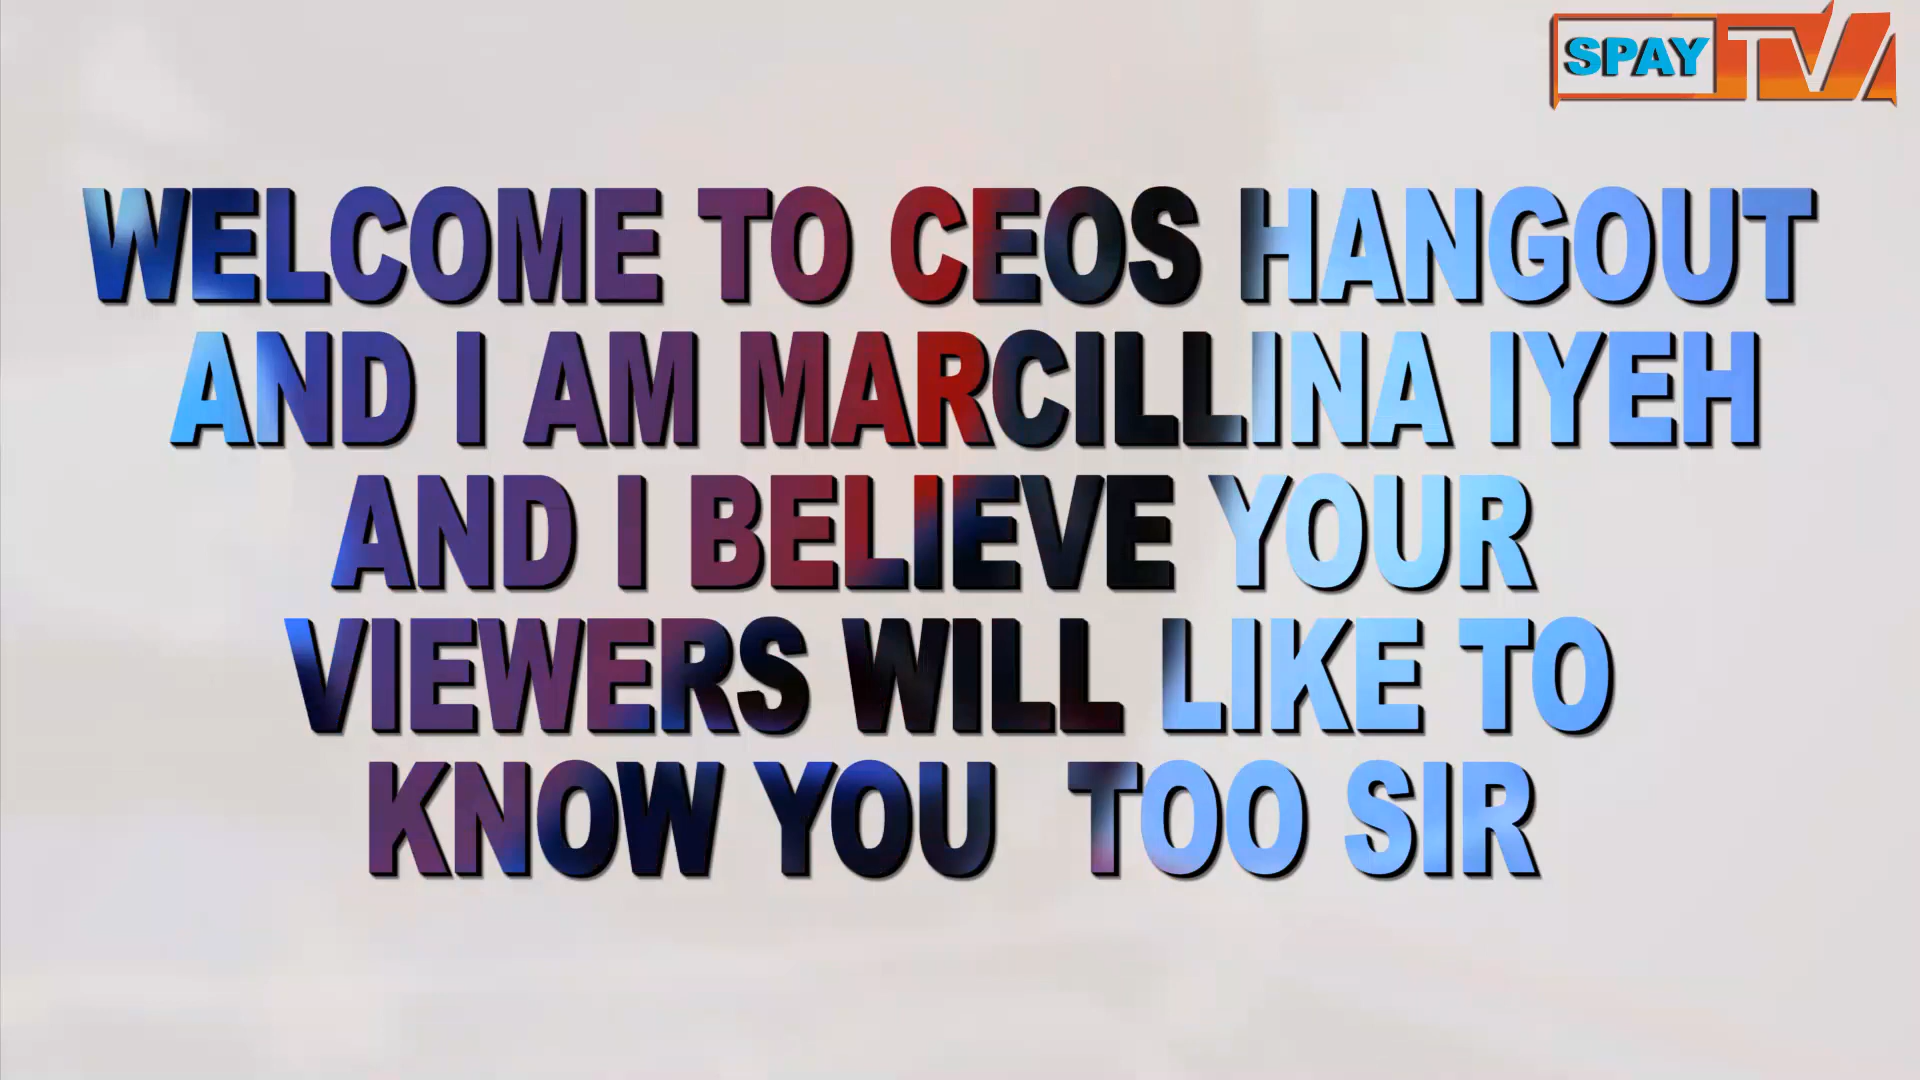 SPAY TV
WELCOME TO CEOS HANGOUT
AND I AM MARCILLINA IYEH
AND I BELIEVE YOUR
VIEWERS WILL LIKE TO
KNOW YOU TOO SIR